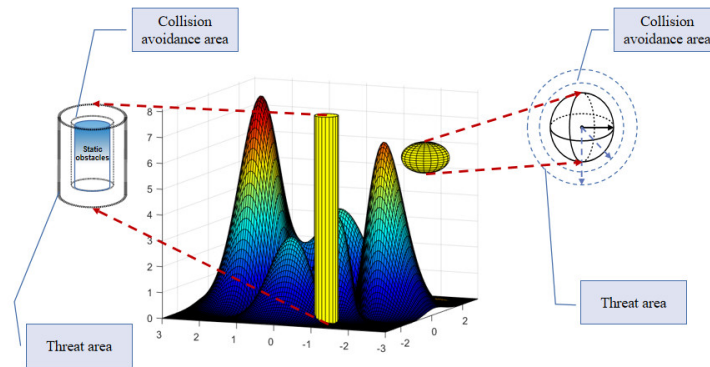 Collision
avoidance area
Collision
avoidance area
Static
obstacles
8
7
6
5
4
3
2
1
0
3
2
1
0
-1
-2
-3
-2
0
2
Threat area
Threat area